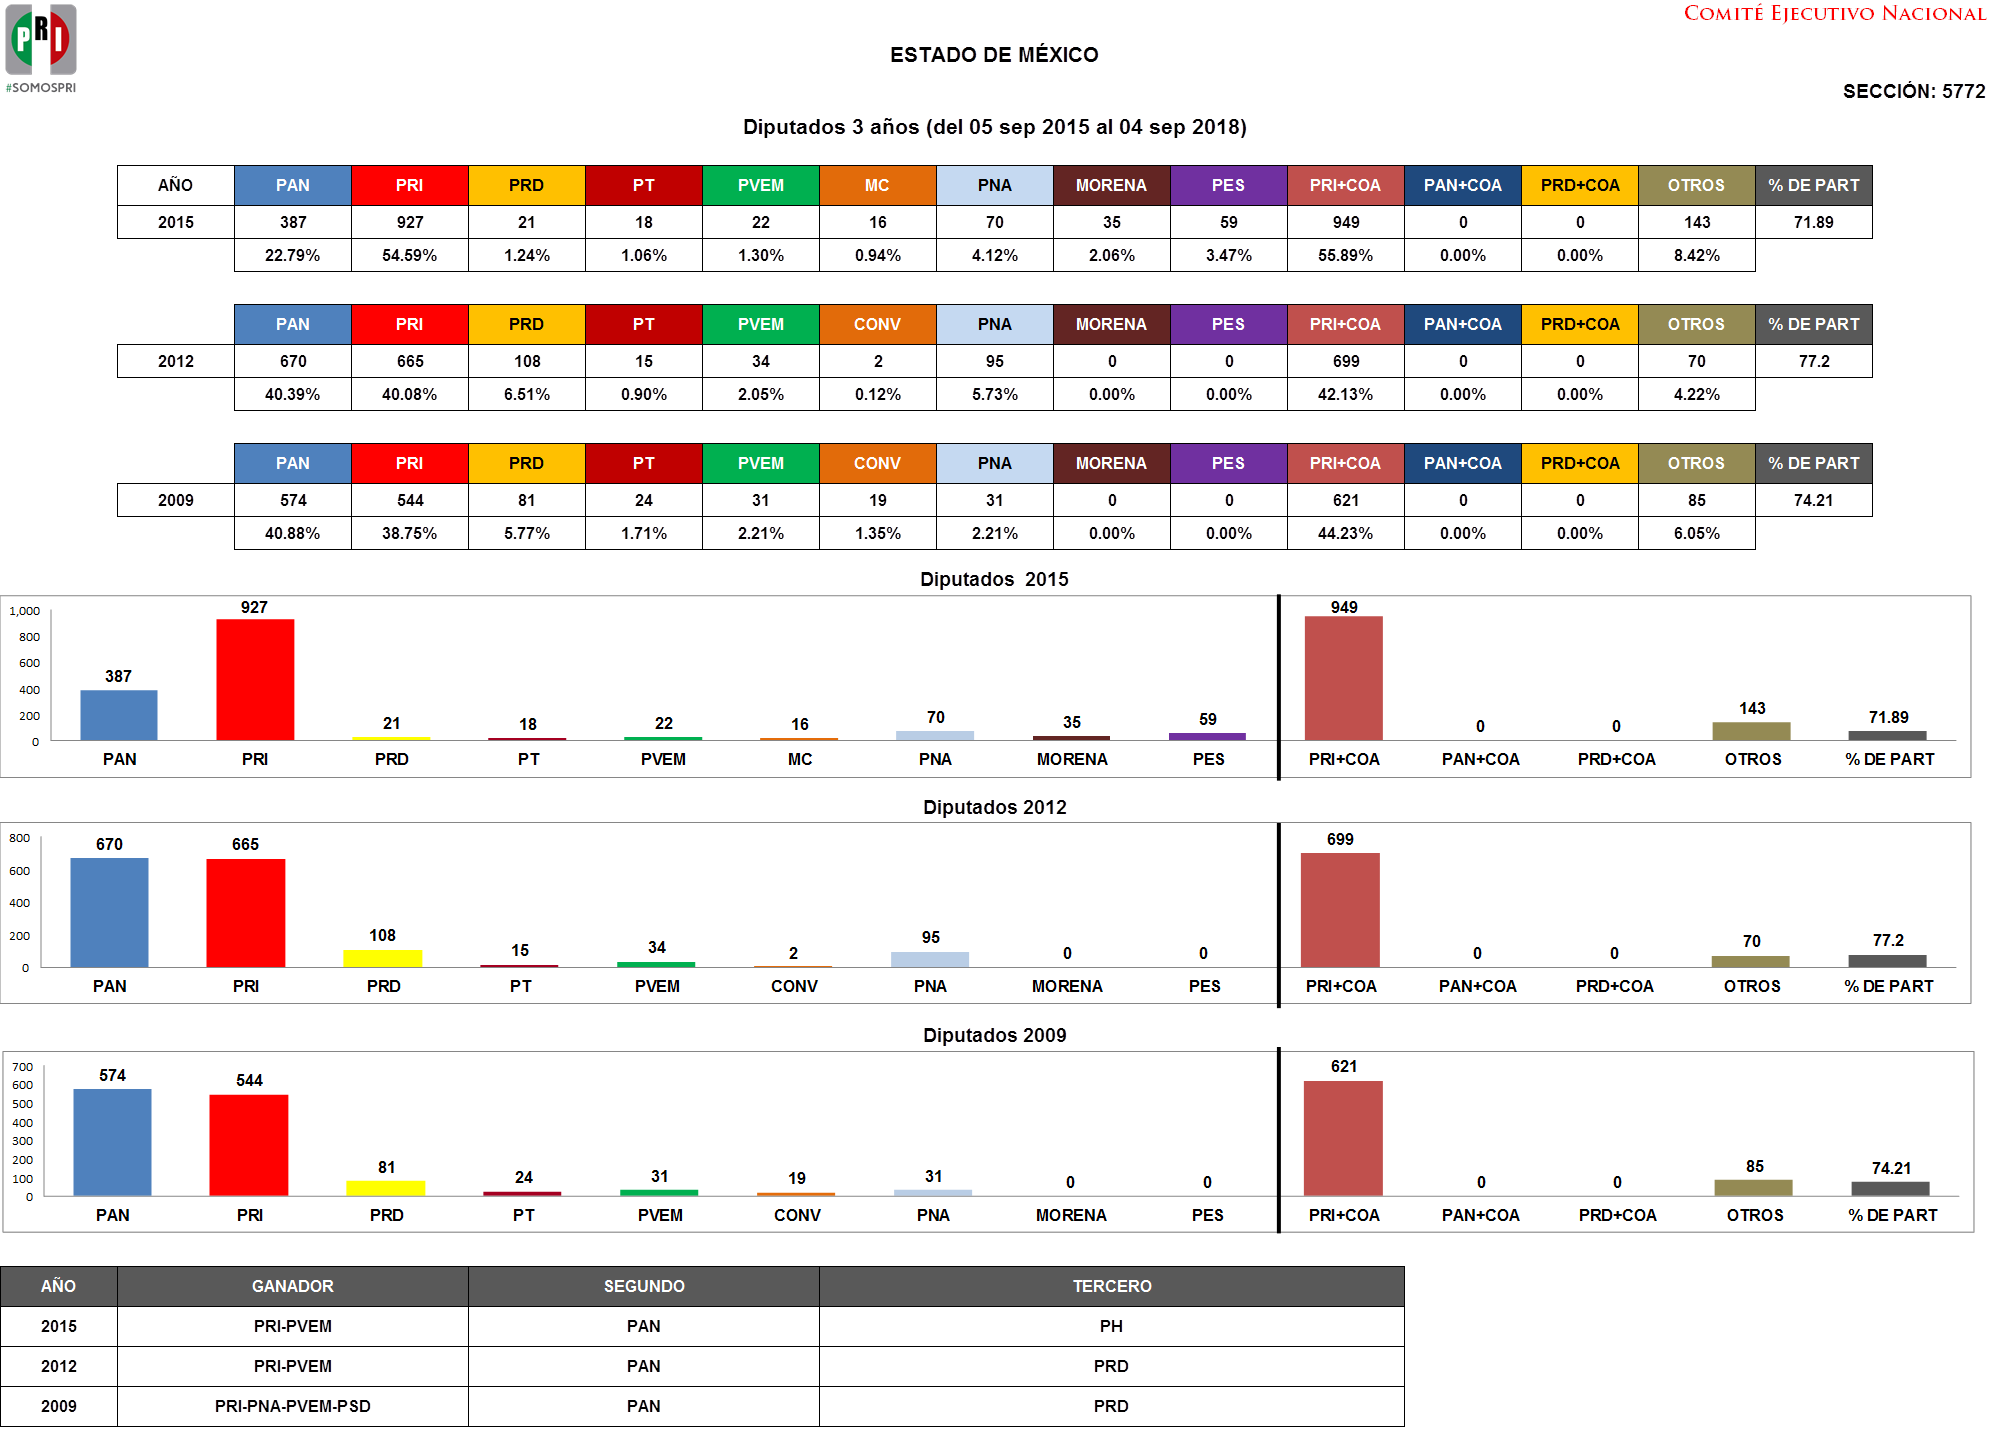 PRI
#SOMOSPRI
COMITÉ EJECUTIVO NACIONAL
ESTADO DE MÉXICO
SECCIÓN: 5772
Diputados 3 años (del 05 sep 2015 al 04 sep 2018)
AÑO PAN PRI PRD PT PVEM MC PNA MORENA PES PRI+COA PAN+COA PRD+COA OTROS % DE PART
2015 387 927 21 18 22 16 70 35 59 949 0 0 143 71.89
22.79% 54.59% 1.24% 1.06% 1.30% 0.94% 4.12% 2.06% 3.47% 55.89% 0.00% 0.00% 8.42%
PAN PRI PRD PT PVEM CONV PNA MORENA PES PRI+COA PAN+COA PRD+COA OTROS % DE PART
2012 670 665 108 15 34 2 95 0 0 699 0 0 70 77.2
40.39% 40.08% 6.51% 0.90% 2.05% 0.12% 5.73% 0.00% 0.00% 42.13% 0.00% 0.00% 4.22%
PAN PRI PRD PT PVEM CONV PNA MORENA PES PRI+COA PAN+COA PRD+COA OTROS % DE PART
2009 574 544 81 24 31 19 31 0 0 621 0 0 85 74.21
40.88% 38.75% 5.77% 1.71% 2.21% 1.35% 2.21% 0.00% 0.00% 44.23% 0.00% 0.00% 6.05%
Diputados 2015
1,000
800
600
400
200
0
387 927 21 18 22 16 70 35 59 949 0 0 143 71.89
PAN PRI PRD PT PVEM MC PNA MORENA PES PRI+COA PAN+COA PRD+COA OTROS % DE PART
Diputados 2012
800
600
400
200
0
670 665 108 15 34 2 95 0 0 699 0 0 70 77.2
PAN PRI PRD PT PVEM CONV PNA MORENA PES PRI+COA PAN+COA PRD+COA OTROS % DE PART
Diputados 2009
700
600
500
400
300
200
100
0
574 544 81 24 31 19 31 0 0 621 0 0 85 74.21
PAN PRI PRD PT PVEM CONV PNA MORENA PES PRI+COA PAN+COA PRD+COA OTROS % DE PART
AÑO GANADOR SEGUNDO TERCERO
2015 PRI-PVEM PAN PH
2012 PRI-PVEM PAN PRD
2009 PRI-PNA-PVEM-PSD PAN PRD